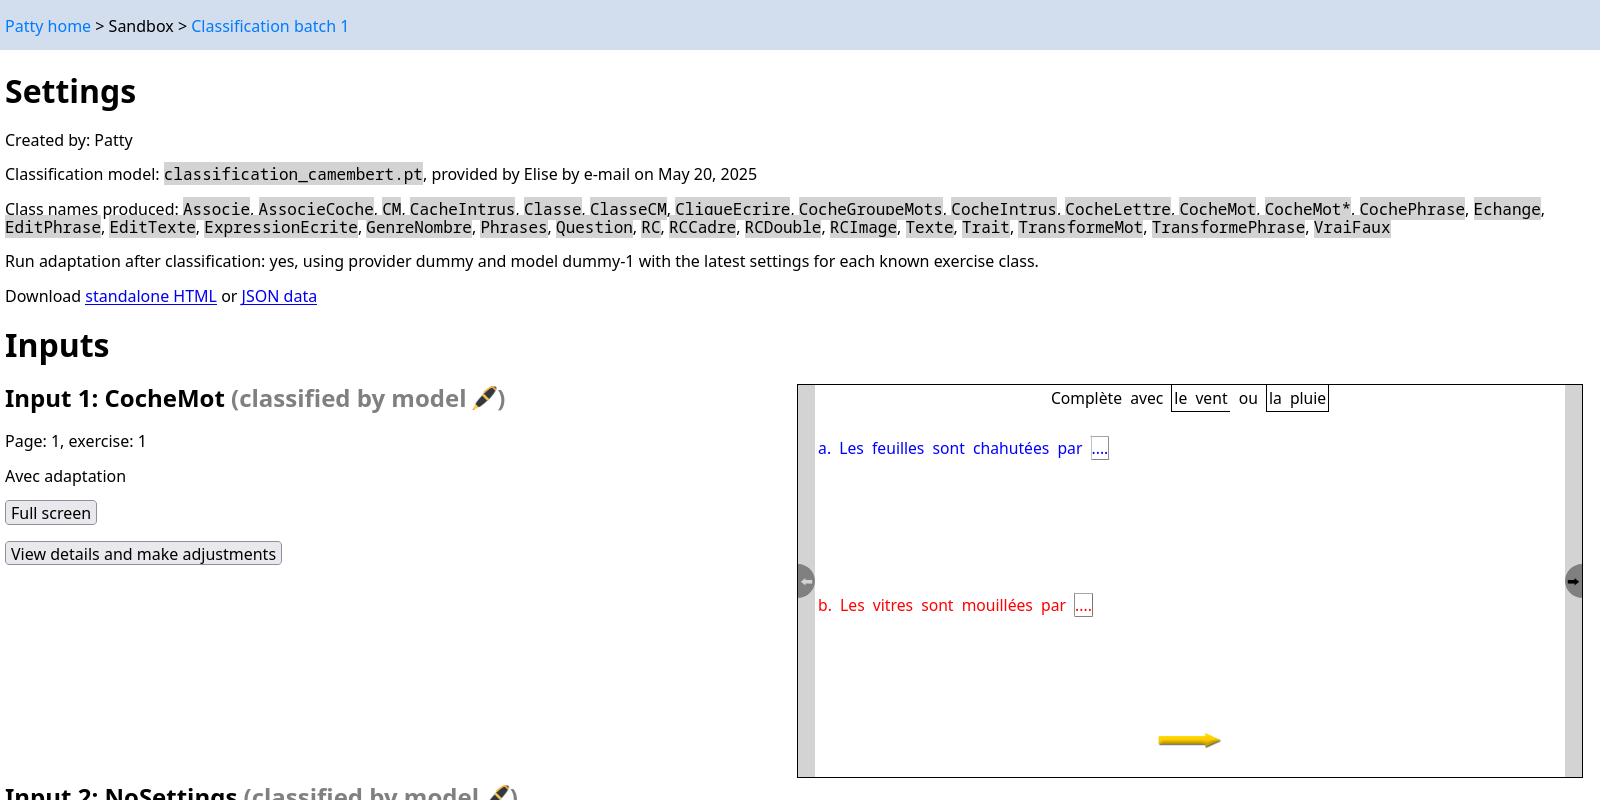 Patty home > Sandbox > Classification batch 1
Settings
Created by: Patty
Classification model: classification_camembert.pt, provided by Elise by e-mail on May 20, 2025
Class names produced: Associe, AssocieCoche, CM, CacheIntrus, Classe, ClasseCM, CliqueEcrire, CocheGroupeMots, CocheIntrus, CocheLettre, CocheMot, CocheMot*, CochePhrase, Echange,
EditPhrase, EditTexte, ExpressionEcrite, GenreNombre, Phrases, Question, RC, RCCadre, RCDouble, RCImage, Texte, Trait, TransformeMot, TransformePhrase, VraiFaux
Run adaptation after classification: yes, using provider dummy and model dummy-1 with the latest settings for each known exercise class.
Download standalone HTML or JSON data
Inputs
Input 1: CocheMot (classified by model 🖋️)
Page: 1, exercise: 1
Avec adaptation
Full screen
View details and make adjustments
Complète avec le vent ou la pluie
a. Les feuilles sont chahutées par ....
b. Les vitres sont mouillées par ....
Input 2: NoSettings (classified by model 🖋️)